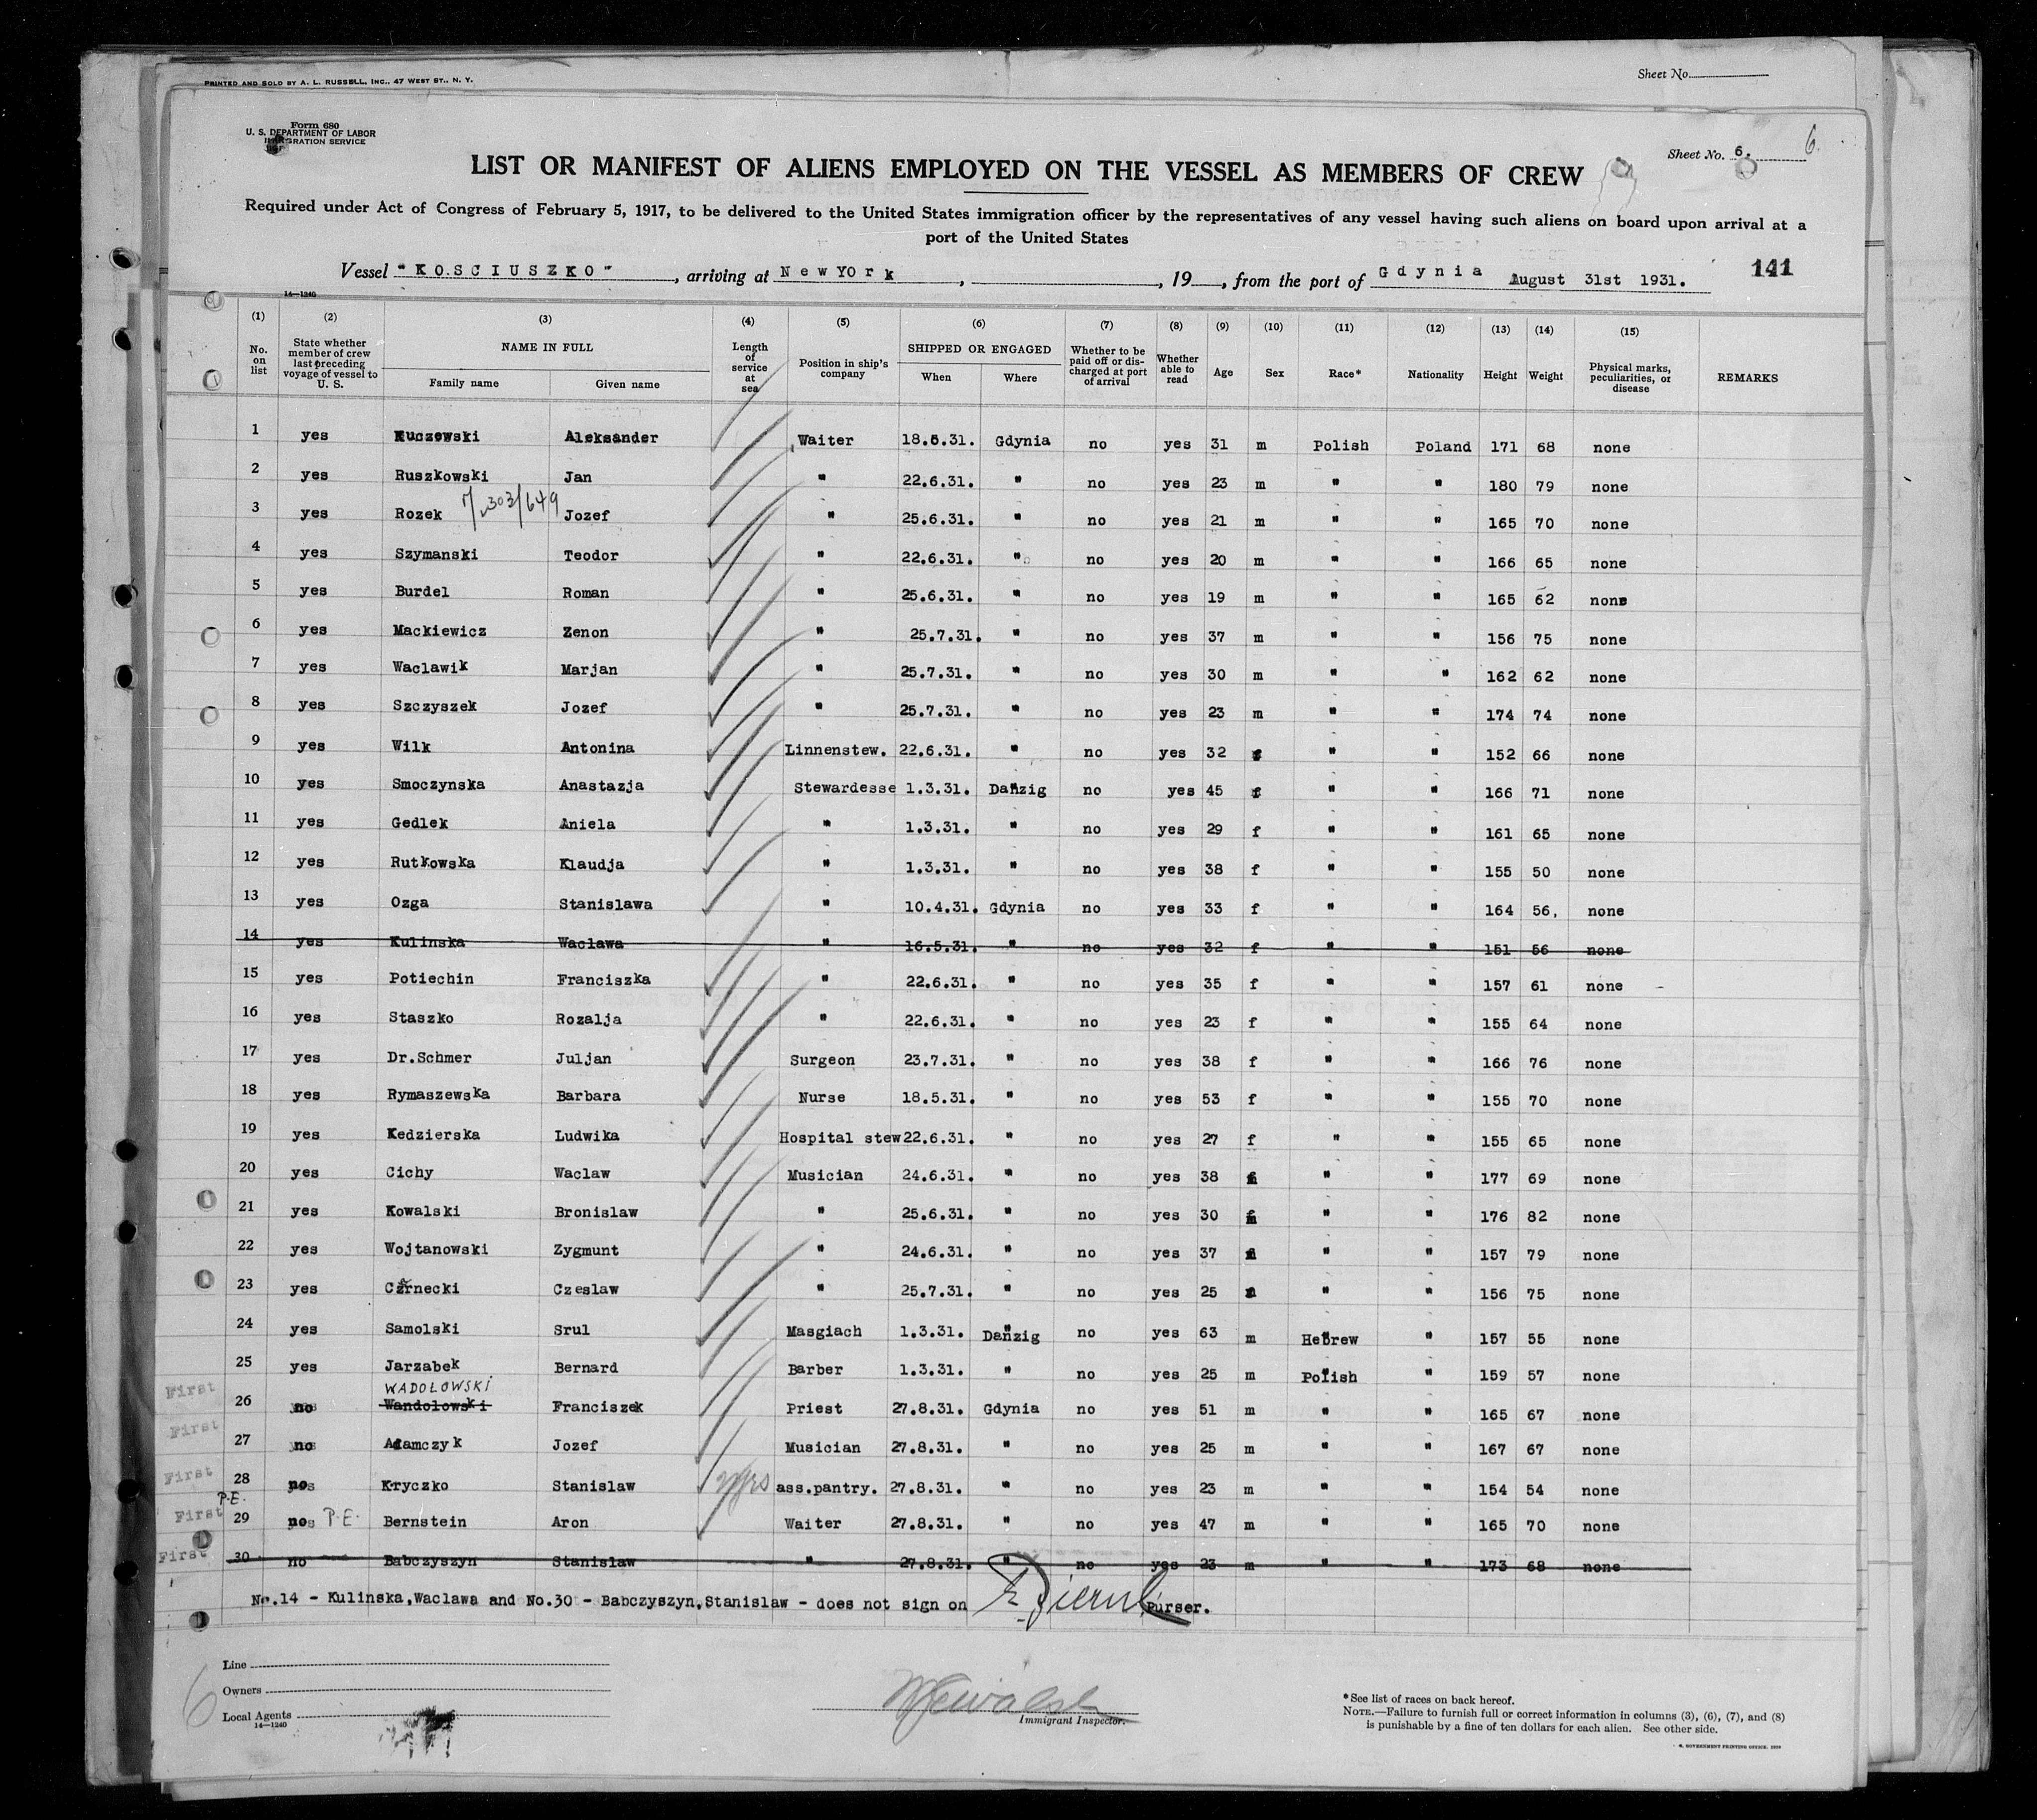 PRINTED AND SOLD BY A. L. RUSSELL, INC., 47 WEST ST., N. Y.
Sheet No.
Form 680
U. S. DEPARTMENT OF LABOR
IMMIGRATION SERVICE
Sheet No. 6. 6
LIST OR MANIFEST OF ALIENS EMPLOYED ON THE VESSEL AS MEMBERS OF CREW
Required under Act of Congress of February 5, 1917, to be delivered to the United States immigration officer by the representatives of any vessel having such aliens on board upon arrival at a
port of the United States
Vessel "KOSCIUSZKO", arriving at New York, , 19 , from the port of Gdynia August 31st 1931. 141
14—1240
(1) (2) (3) (4) (5) (6) (7) (8) (9) (10) (11) (12) (13) (14) (15)
No. on list State whether member of crew last preceding voyage of vessel to U. S. NAME IN FULL Family name Given name Length of service at sea Position in ship's company SHIPPED OR ENGAGED When Where Whether to be paid off or discharged at port of arrival Whether able to read Age Sex Race* Nationality Height Weight Physical marks, peculiarities, or disease REMARKS
1 yes Kuczewski Aleksander Waiter 18.5.31. Gdynia no yes 31 m Polish Poland 171 68 none
2 yes Ruszkowski Jan " 22.6.31. " no yes 23 m " " 180 79 none
3 yes Rozek 303/649 Jozef " 25.6.31. " no yes 21 m " " 165 70 none
4 yes Szymanski Teodor " 22.6.31. " no yes 20 m " " 166 65 none
5 yes Burdel Roman " 25.6.31. " no yes 19 m " " 165 62 none
6 yes Mackiewicz Zenon " 25.7.31. " no yes 37 m " " 156 75 none
7 yes Waclawik Marjan " 25.7.31. " no yes 30 m " " 162 62 none
8 yes Szczyszek Jozef " 25.7.31. " no yes 23 m " " 174 74 none
9 yes Wilk Antonina Linnenstew. 22.6.31. " no yes 32 f " " 152 66 none
10 yes Smoczynska Anastazja Stewardesse 1.3.31. Danzig no yes 45 f " " 166 71 none
11 yes Gedlek Aniela " 1.3.31. " no yes 29 f " " 161 65 none
12 yes Rutkowska Klaudja " 1.3.31. " no yes 38 f " " 155 50 none
13 yes Ozga Stanislawa " 10.4.31. Gdynia no yes 33 f " " 164 56, none
14 yes Kulinska Waclawa " 16.5.31. " no yes 32 f " " 151 56 none
15 yes Potiechin Franciszka " 22.6.31. " no yes 35 f " " 157 61 none
16 yes Staszko Rozalja " 22.6.31. " no yes 23 f " " 155 64 none
17 yes Dr.Schmer Juljan Surgeon 23.7.31. " no yes 38 f " " 166 76 none
18 yes Rymaszewska Barbara Nurse 18.5.31. " no yes 53 f " " 155 70 none
19 yes Kedzierska Ludwika Hospital stew 22.6.31. " no yes 27 f " " 155 65 none
20 yes Cichy Waclaw Musician 24.6.31. " no yes 38 m " " 177 69 none
21 yes Kowalski Bronislaw " 25.6.31. " no yes 30 m " " 176 82 none
22 yes Wojtanowski Zygmunt " 24.6.31. " no yes 37 m " " 157 79 none
23 yes Czarnecki Czeslaw " 25.7.31. " no yes 25 m " " 156 75 none
24 yes Samolski Srul Masgiach 1.3.31. Danzig no yes 63 m Hebrew " 157 55 none
25 yes Jarzabek Bernard Barber 1.3.31. " no yes 25 m Polish " 159 57 none
WADOŁOWSKI
First 26 no Wandolowski Franciszek Priest 27.8.31. Gdynia no yes 51 m " " 165 67 none
First 27 no Adamczyk Jozef Musician 27.8.31. " no yes 25 m " " 167 67 none
First 28 no Kryczko Stanislaw ass.pantry. 27.8.31. " no yes 23 m " " 154 54 none
P.E.
First 29 no P.E. Bernstein Aron Waiter 27.8.31. " no yes 47 m " " 165 70 none
First 30 no Babczyszyn Stanislaw " 27.8.31. " no yes 23 m " " 173 68 none
No.14 - Kulinska,Waclawa and No.30 - Babczyszyn,Stanislaw - does not sign on Purser.
Line
Owners
Local Agents
14—1240
6
Immigrant Inspector.
*See list of races on back hereof.
NOTE.—Failure to furnish full or correct information in columns (3), (6), (7), and (8)
is punishable by a fine of ten dollars for each alien. See other side.